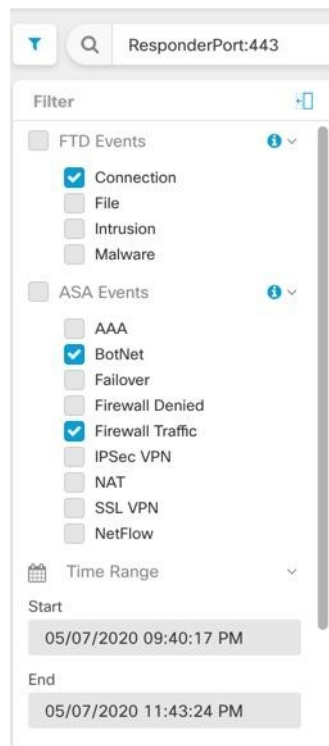 ResponderPort:443
Filter
FTD Events
Connection
File
Intrusion
Malware
ASA Events
AAA
BotNet
Failover
Firewall Denied
Firewall Traffic
IPSec VPN
NAT
SSL VPN
NetFlow
Time Range
Start
05/07/2020 09:40:17 PM
End
05/07/2020 11:43:24 PM